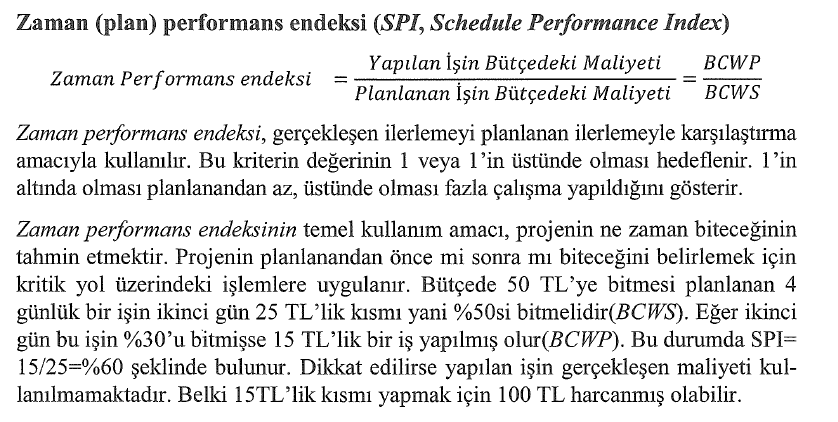 Zaman (plan) performans endeksi (SPI, Schedule Performance Index)
Zaman Performans endeksi = Yapılan İşin Bütçedeki Maliyeti / Planlanan İşin Bütçedeki Maliyeti = BCWP / BCWS
Zaman performans endeksi, gerçekleşen ilerlemeyi planlanan ilerlemeyle karşılaştırma
amacıyla kullanılır. Bu kriterin değerinin 1 veya 1’in üstünde olması hedeflenir. 1’in
altında olması planlanandan az, üstünde olması fazla çalışma yapıldığını gösterir.
Zaman performans endeksinin temel kullanım amacı, projenin ne zaman biteceğinin
tahmin etmektir. Projenin planlanandan önce mi sonra mı biteceğini belirlemek için
kritik yol üzerindeki işlemlere uygulanır. Bütçede 50 TL’ye bitmesi planlanan 4
günlük bir işin ikinci gün 25 TL’lik kısmı yani %50si bitmelidir(BCWS). Eğer ikinci
gün bu işin %30’u bitmişse 15 TL’lik bir iş yapılmış olur(BCWP). Bu durumda SPI=
15/25=%60 şeklinde bulunur. Dikkat edilirse yapılan işin gerçekleşen maliyeti kul-
lanılmamaktadır. Belki 15TL’lik kısmı yapmak için 100 TL harcanmış olabilir.